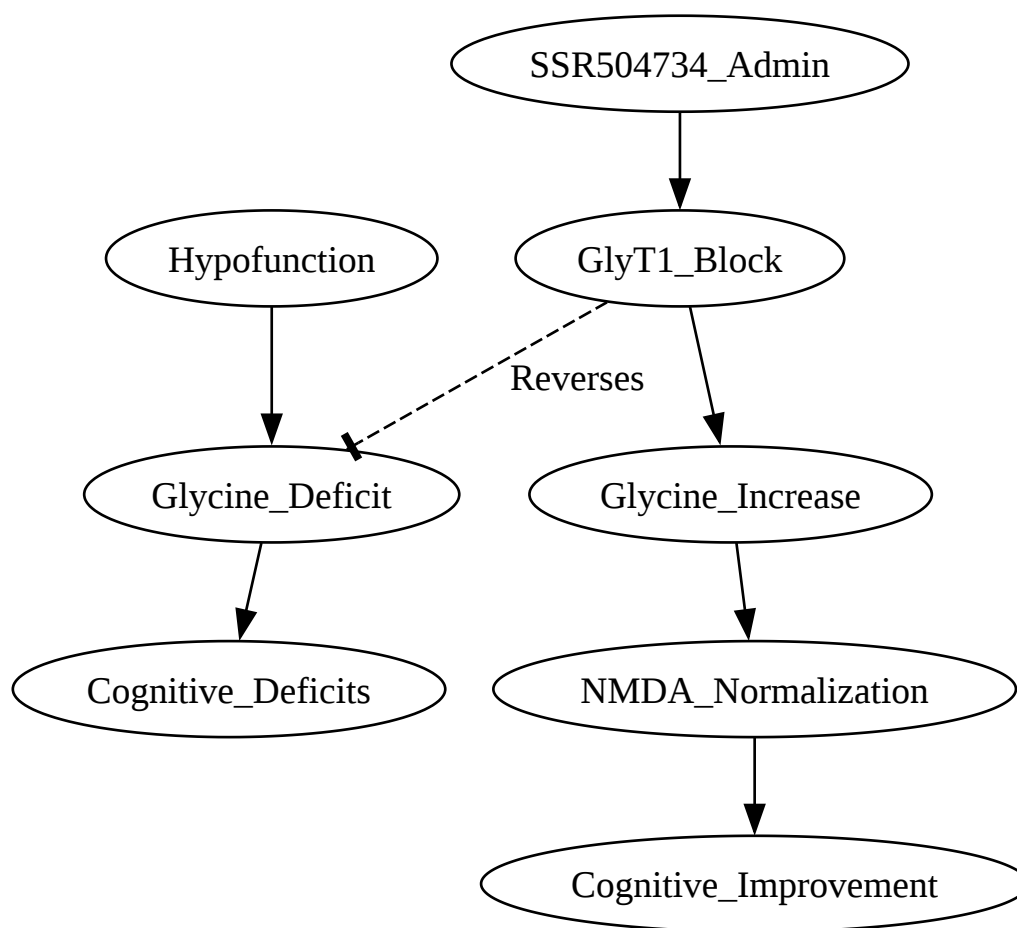 SSR504734_Admin
Hypofunction
GlyT1_Block
Reverses
Glycine_Deficit
Glycine_Increase
Cognitive_Deficits
NMDA_Normalization
Cognitive_Improvement